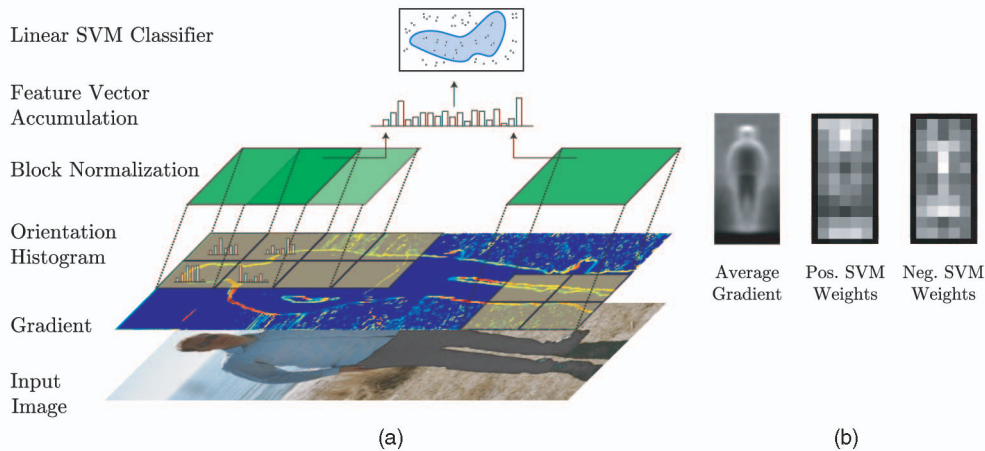 Linear SVM Classifier
Feature Vector
Accumulation
Block Normalization
Orientation
Histogram
Gradient
Input
Image
(a)
Average
Gradient
Pos. SVM
Weights
Neg. SVM
Weights
(b)